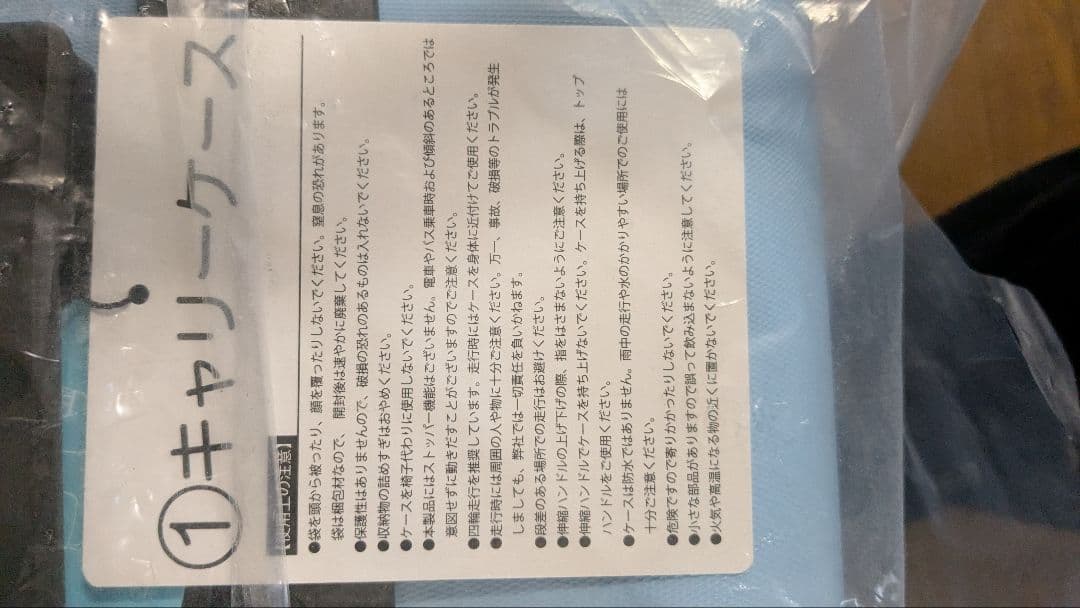 ①キャリーケース
【使用上の注意】
●袋を頭から被ったり、顔を覆ったりしないでください。窒息の恐れがあります。
袋は梱包材なので、開封後は速やかに廃棄してください。
●保護性はありませんので、破損の恐れのあるものは入れないでください。
●収納物の詰めすぎはおやめください。
●ケースを椅子代わりに使用しないでください。
●本製品にはストッパー機能はございません。電車やバス乗車時および傾斜のあるところでは
意図せずに動きだすことがございますのでご注意ください。
●四輪走行を推奨しています。走行時にはケースを身体に近付けてご使用ください。
●走行時には周囲の人や物に十分ご注意ください。万一、事故、破損等のトラブルが発生
しましても、弊社では一切責任を負いかねます。
●段差のある場所での走行はお避けください。
●伸縮ハンドルの上げ下げの際、指をはさまないようにご注意ください。
●伸縮ハンドルでケースを持ち上げないでください。ケースを持ち上げる際は、トップ
ハンドルをご使用ください。
●ケースは防水ではありません。雨中の走行や水のかかりやすい場所でのご使用には
十分ご注意ください。
●危険ですので寄りかかったりしないでください。
●小さな部品がありますので誤って飲み込まないように注意してください。
●火気や高温になる物の近くに置かないでください。